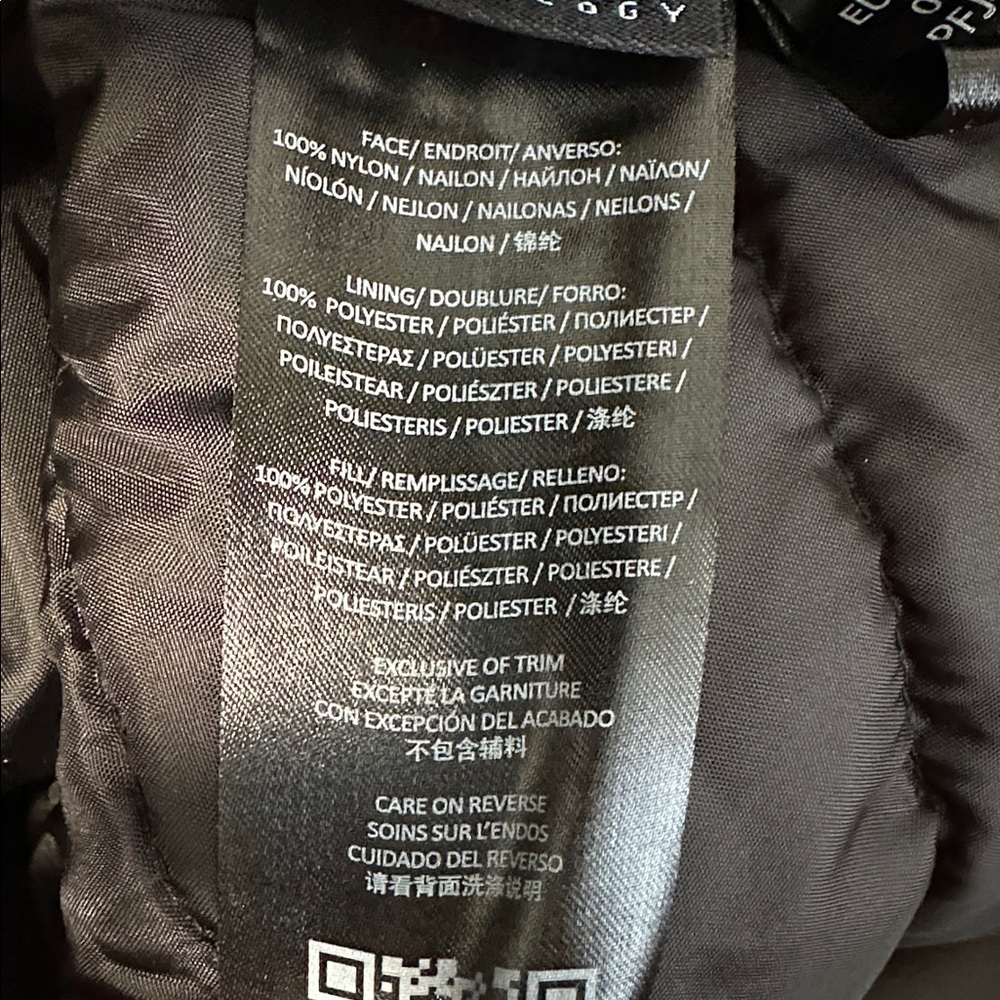 LOGY
FACE/ ENDROIT/ ANVERSO:
100% NYLON / NAILON / НАЙЛОН / ΝΑΪΛΟΝ/
NÍOLÓN / NEJLON / NAILONAS / NEILONS /
NAJLON / 锦纶
LINING/ DOUBLURE/ FORRO:
100% POLYESTER / POLIÉSTER / ПОЛИЕСТЕР /
ΠΟΛΥΕΣΤΕΡΑΣ / POLÜESTER / POLYESTERI /
POILEISTEAR / POLIÉSZTER / POLIESTERE /
POLIESTERIS / POLIESTER / 涤纶
FILL/ REMPLISSAGE/ RELLENO:
100% POLYESTER / POLIÉSTER / ПОЛИЕСТЕР /
ΠΟΛΥΕΣΤΕΡΑΣ / POLÜESTER / POLYESTERI /
POILEISTEAR / POLIÉSZTER / POLIESTERE /
POLIESTERIS / POLIESTER / 涤纶
EXCLUSIVE OF TRIM
EXCEPTÉ LA GARNITURE
CON EXCEPCIÓN DEL ACABADO
不包含辅料
CARE ON REVERSE
SOINS SUR L'ENDOS
CUIDADO DEL REVERSO
请看背面洗涤说明